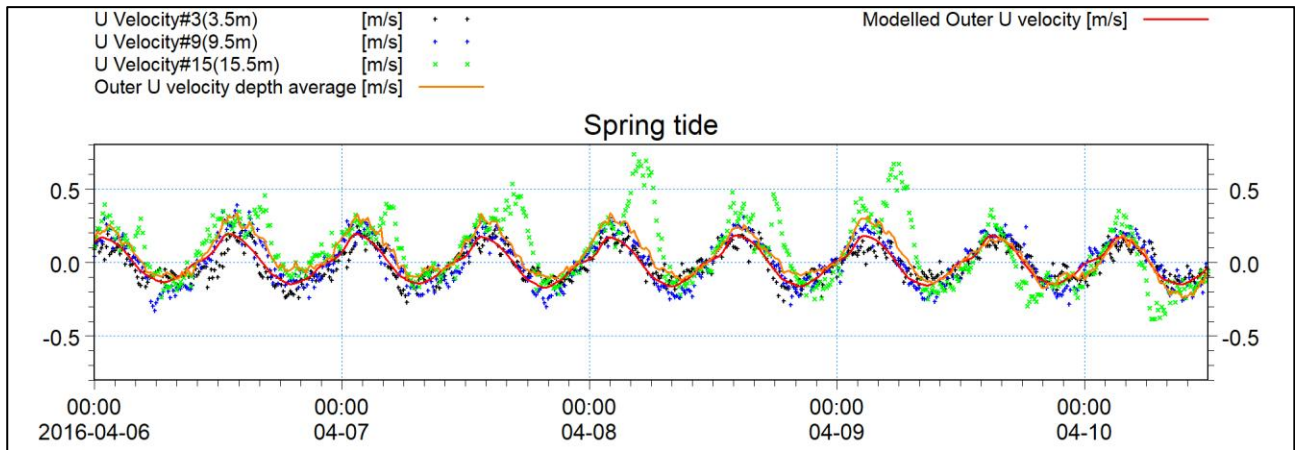 U Velocity#3(3.5m) [m/s]
U Velocity#9(9.5m) [m/s]
U Velocity#15(15.5m) [m/s]
Outer U velocity depth average [m/s]
Modelled Outer U velocity [m/s]
Spring tide
0.5 0.5
0.0 0.0
-0.5 -0.5
00:00 00:00 00:00 00:00 00:00
2016-04-06 04-07 04-08 04-09 04-10